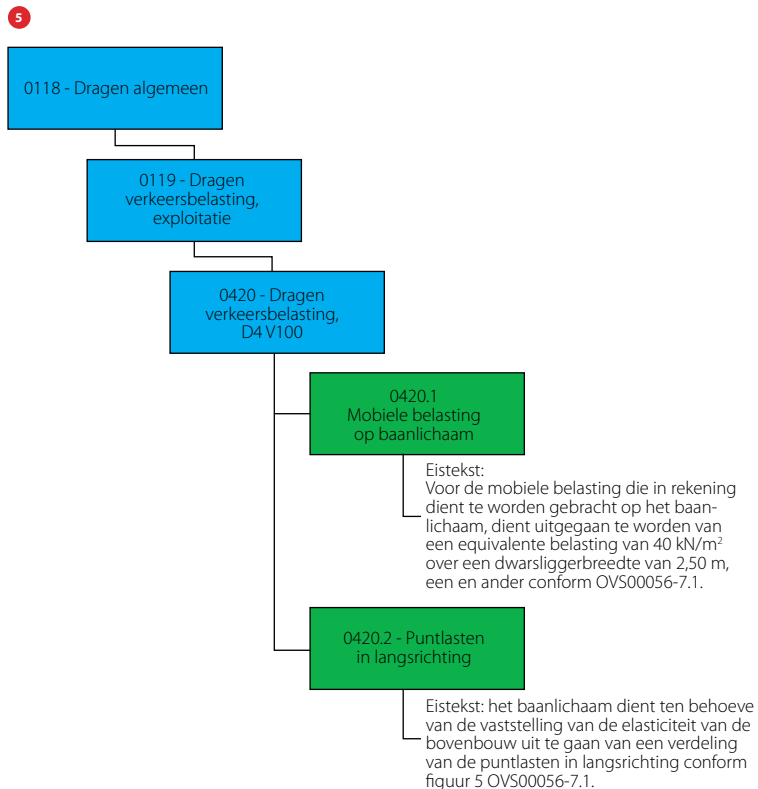 5
0118 - Dragen algemeen
0119 - Dragen
verkeersbelasting,
exploitatie
0420 - Dragen
verkeersbelasting,
D4 V100
0420.1
Mobiele belasting
op baanlichaam
Eistekst:
Voor de mobiele belasting die in rekening
dient te worden gebracht op het baan-
lichaam, dient uitgegaan te worden van
een equivalente belasting van 40 kN/m²
over een dwarsliggerbreedte van 2,50 m,
een en ander conform OVS00056-7.1.
0420.2 - Puntlasten
in langsrichting
Eistekst: het baanlichaam dient ten behoeve
van de vaststelling van de elasticiteit van de
bovenbouw uit te gaan van een verdeling
van de puntlasten in langsrichting conform
figuur 5 OVS00056-7.1.